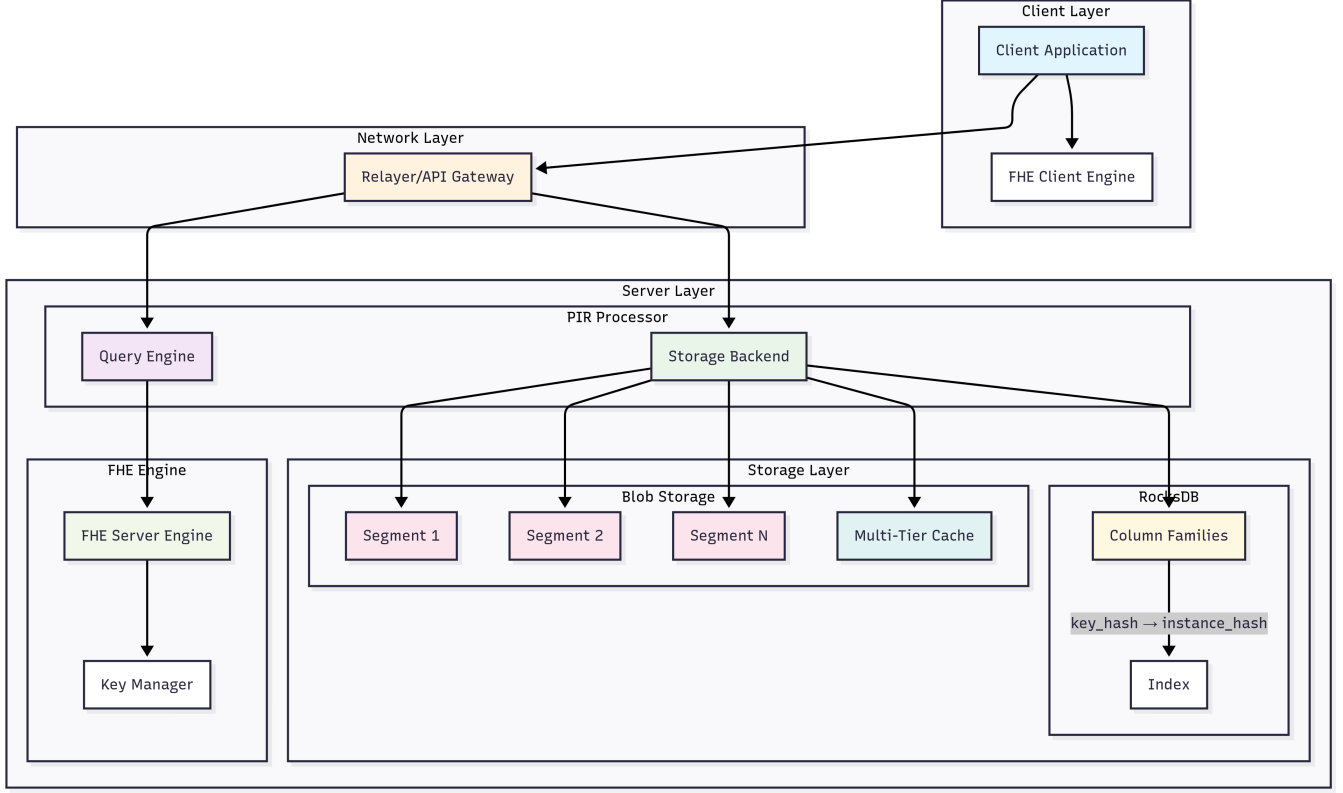 Client Layer
Client Application
Network Layer
Relayer/API Gateway
FHE Client Engine
Server Layer
PIR Processor
Query Engine
Storage Backend
FHE Engine
Storage Layer
Blob Storage
RocksDB
FHE Server Engine
Segment 1
Segment 2
Segment N
Multi-Tier Cache
Column Families
key_hash → instance_hash
Key Manager
Index